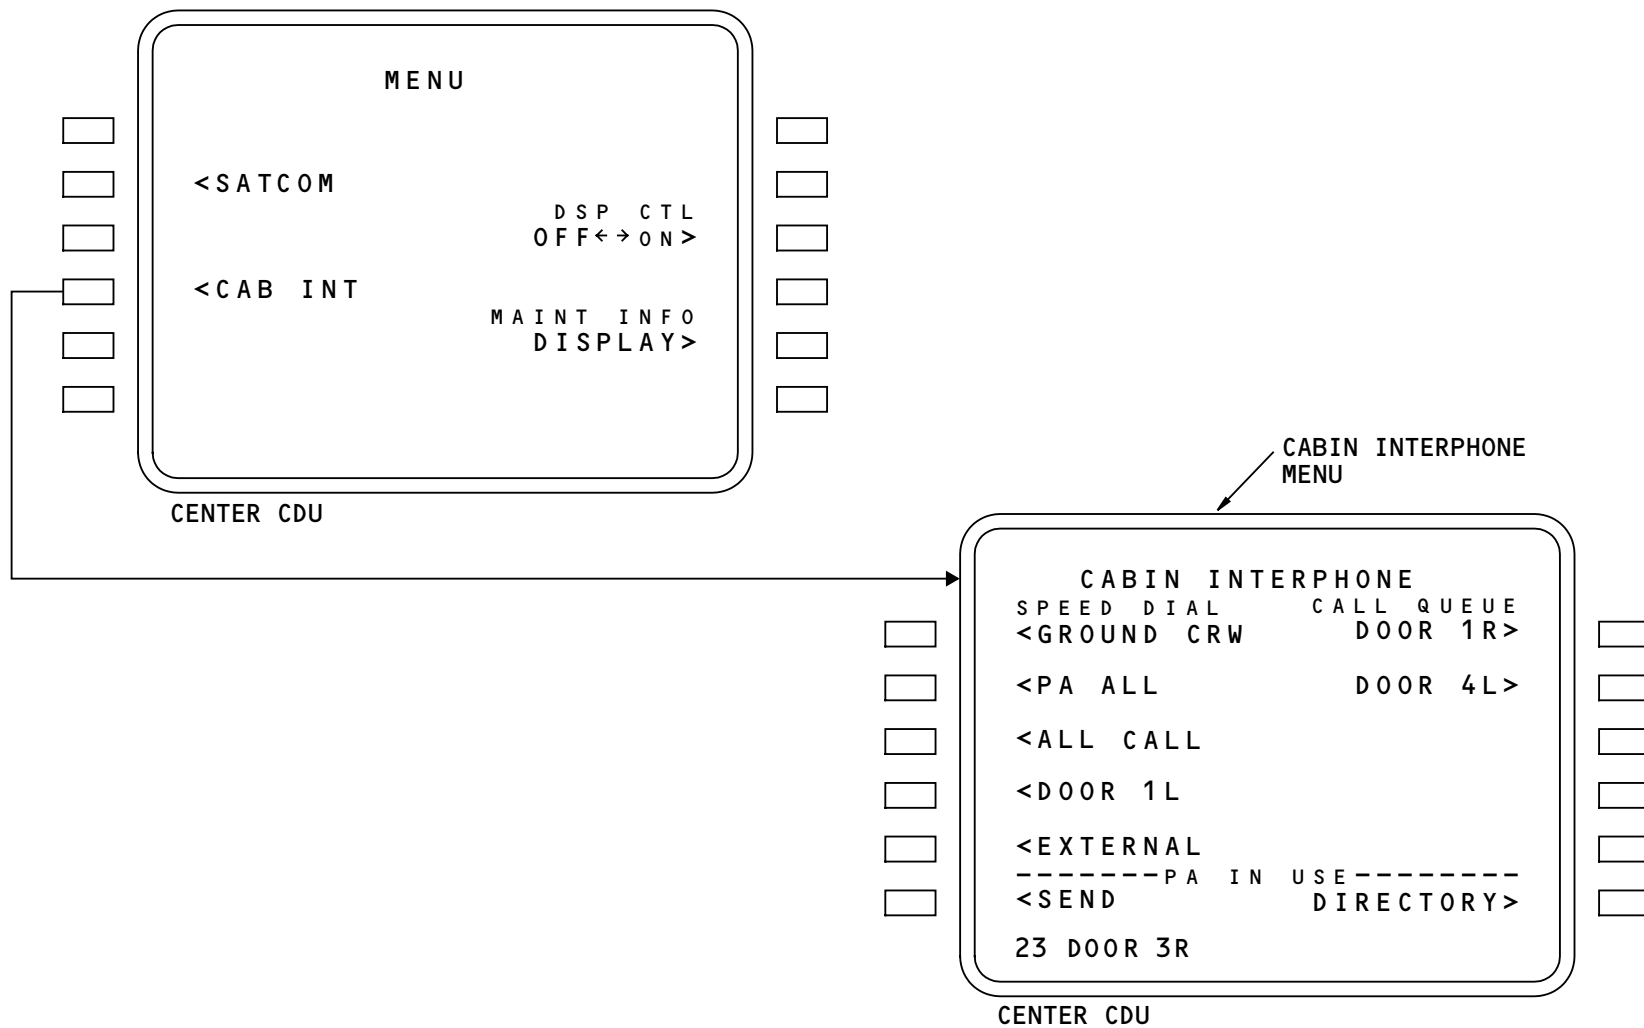 MENU
<SATCOM
DSP CTL
OFF←→ON>
<CAB INT
MAINT INFO
DISPLAY>
CENTER CDU
CABIN INTERPHONE
MENU
CABIN INTERPHONE
SPEED DIAL CALL QUEUE
<GROUND CRW DOOR 1R>
<PA ALL DOOR 4L>
<ALL CALL
<DOOR 1L
<EXTERNAL
-------PA IN USE--------
<SEND DIRECTORY>
23 DOOR 3R
CENTER CDU